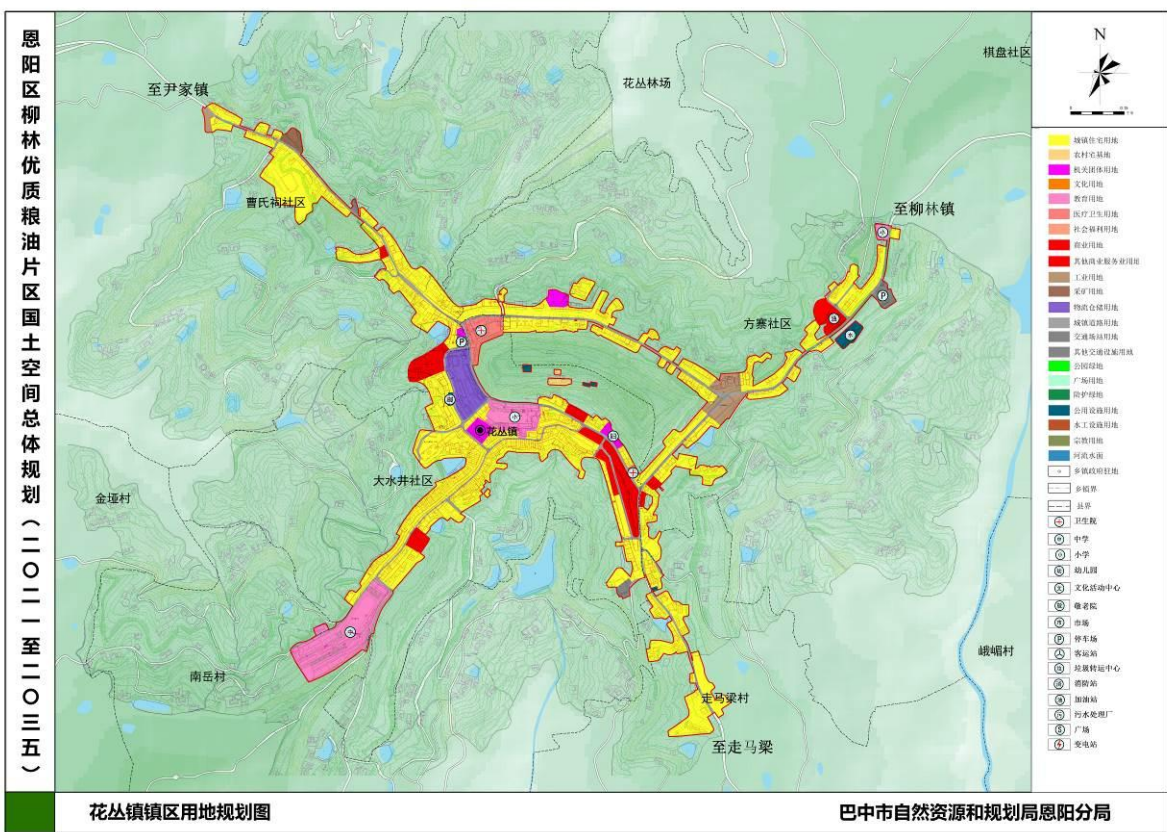 恩阳区柳林优质粮油片区国土空间总体规划（二〇二一至二〇三五）
至尹家镇
花丛林场
棋盘社区
N
曹氏祠社区
至柳林镇
方寨社区
花丛镇
大水井社区
金垭村
南岳村
走马梁村
至走马梁
峨嵋村
城镇住宅用地
农村宅基地
机关团体用地
文化用地
教育用地
医疗卫生用地
社会福利用地
商业用地
其他商业服务业用地
工业用地
采矿用地
物流仓储用地
城镇道路用地
交通场站用地
其他交通设施用地
公园绿地
广场用地
防护绿地
公用设施用地
水工设施用地
宗教用地
河流水面
乡镇政府驻地
乡镇界
县界
卫生院
中学
小学
幼儿园
文化活动中心
敬老院
市场
停车场
客运站
垃圾转运中心
消防站
加油站
污水处理厂
广场
变电站
花丛镇镇区用地规划图
巴中市自然资源和规划局恩阳分局